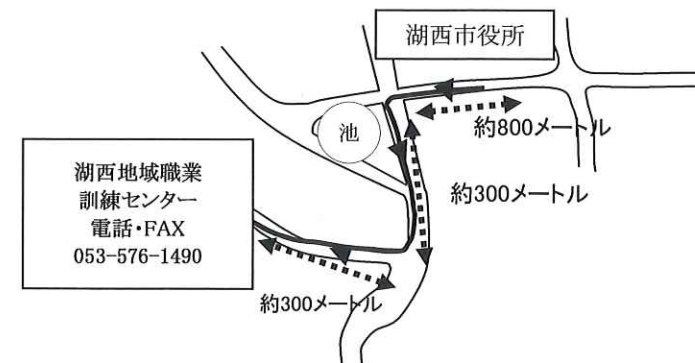 湖西市役所
池
約800メートル
約300メートル
湖西地域職業
訓練センター
電話・FAX
053-576-1490
約300メートル